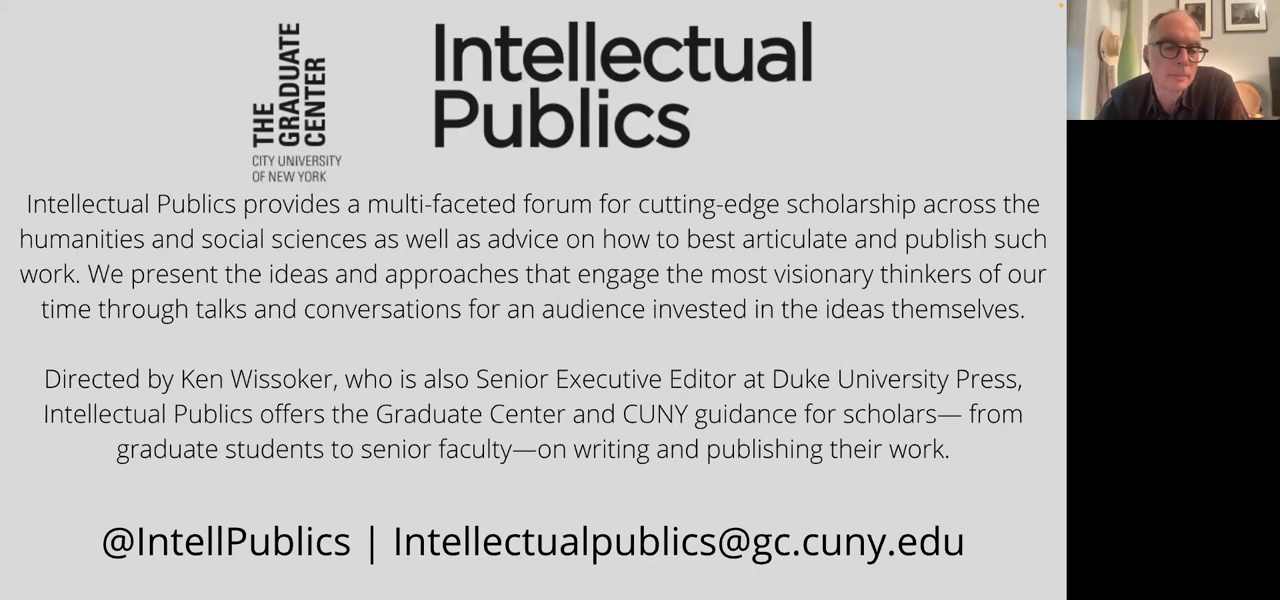 THE
GRADUATE
CENTER
CITY UNIVERSITY
OF NEW YORK
Intellectual
Publics
Intellectual Publics provides a multi-faceted forum for cutting-edge scholarship across the
humanities and social sciences as well as advice on how to best articulate and publish such
work. We present the ideas and approaches that engage the most visionary thinkers of our
time through talks and conversations for an audience invested in the ideas themselves.
Directed by Ken Wissoker, who is also Senior Executive Editor at Duke University Press,
Intellectual Publics offers the Graduate Center and CUNY guidance for scholars— from
graduate students to senior faculty—on writing and publishing their work.
@IntellPublics | Intellectualpublics@gc.cuny.edu